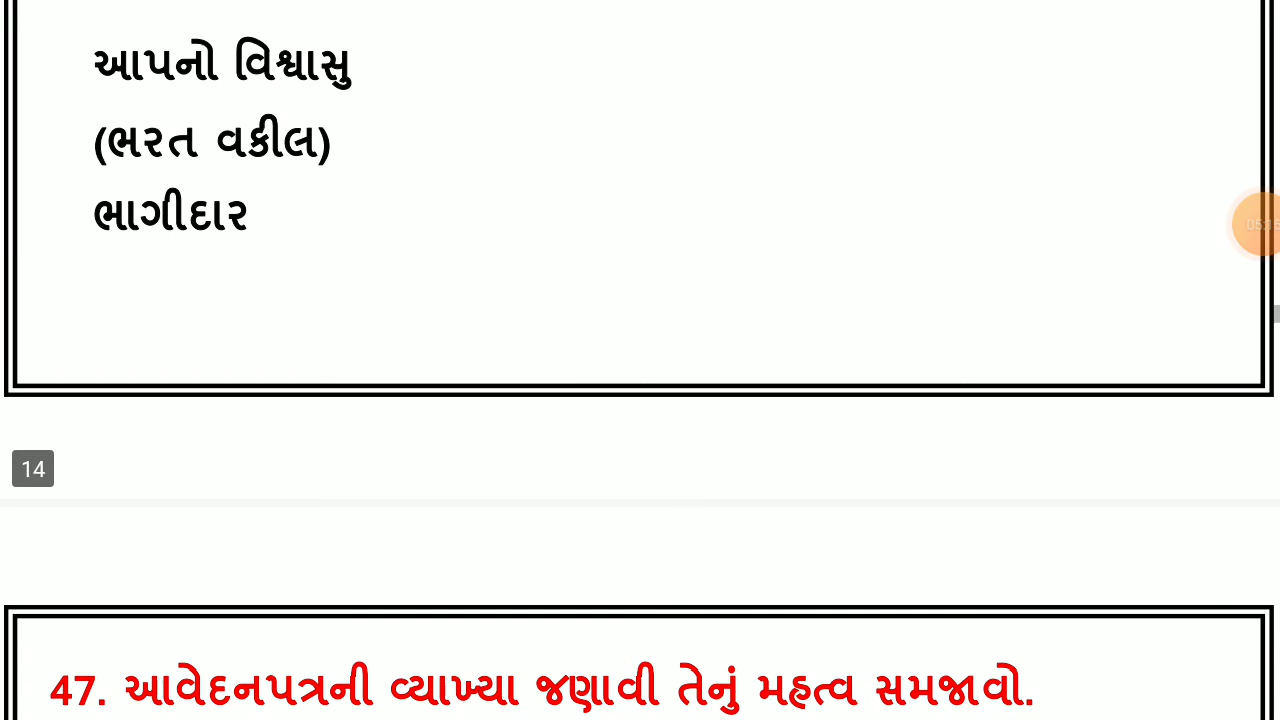 આપનો વિશ્વાસુ
(ભરત વકીલ)
ભાગીદાર
14
47. આવેદનપત્રની વ્યાખ્યા જણાવી તેનું મહત્વ સમજાવો.